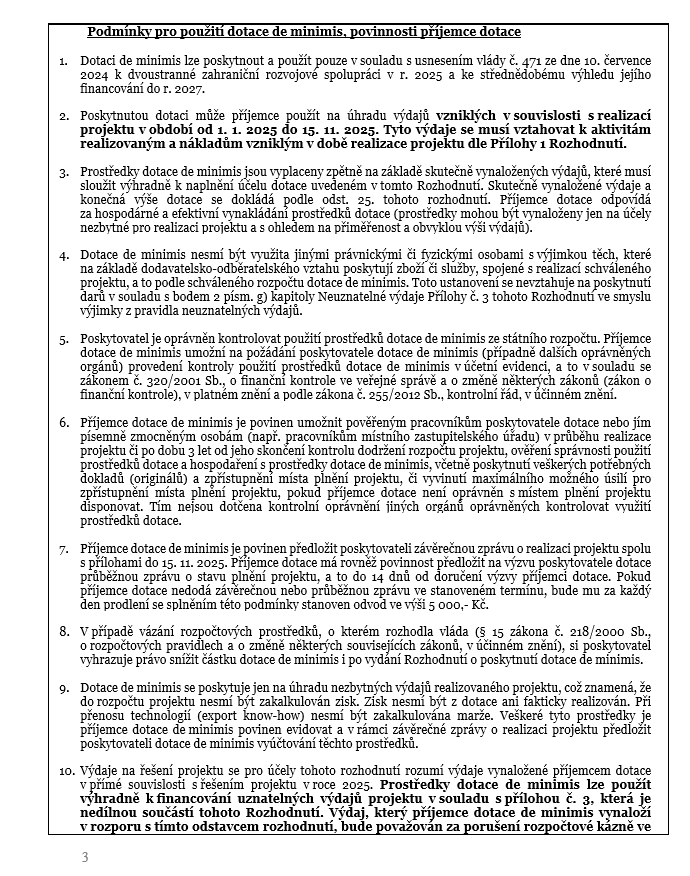 Podmínky pro použití dotace de minimis, povinnosti příjemce dotace
1. Dotaci de minimis lze poskytnout a použít pouze v souladu s usnesením vlády č. 471 ze dne 10. července
2024 k dvoustranné zahraniční rozvojové spolupráci v r. 2025 a ke střednědobému výhledu jejího
financování do r. 2027.
2. Poskytnutou dotaci může příjemce použít na úhradu výdajů vzniklých v souvislosti s realizací
projektu v období od 1. 1. 2025 do 15. 11. 2025. Tyto výdaje se musí vztahovat k aktivitám
realizovaným a nákladům vzniklým v době realizace projektu dle Přílohy 1 Rozhodnutí.
3. Prostředky dotace de minimis jsou vyplaceny zpětně na základě skutečně vynaložených výdajů, které musí
sloužit výhradně k naplnění účelu dotace uvedeném v tomto Rozhodnutí. Skutečně vynaložené výdaje a
konečná výše dotace se dokládá podle odst. 25. tohoto rozhodnutí. Příjemce dotace odpovídá
za hospodárné a efektivní vynakládání prostředků dotace (prostředky mohou být vynaloženy jen na účely
nezbytné pro realizaci projektu a s ohledem na přiměřenost a obvyklou výši výdajů).
4. Dotace de minimis nesmí být využita jinými právnickými či fyzickými osobami s výjimkou těch, které
na základě dodavatelsko-odběratelského vztahu poskytují zboží či služby, spojené s realizací schváleného
projektu, a to podle schváleného rozpočtu dotace de minimis. Toto ustanovení se nevztahuje na poskytnutí
darů v souladu s bodem 2 písm. g) kapitoly Neuznatelné výdaje Přílohy č. 3 tohoto Rozhodnutí ve smyslu
výjimky z pravidla neuznatelných výdajů.
5. Poskytovatel je oprávněn kontrolovat použití prostředků dotace de minimis ze státního rozpočtu. Příjemce
dotace de minimis umožní na požádání poskytovatele dotace de minimis (případně dalších oprávněných
orgánů) provedení kontroly použití prostředků dotace de minimis v účetní evidenci, a to v souladu se
zákonem č. 320/2001 Sb., o finanční kontrole ve veřejné správě a o změně některých zákonů (zákon o
finanční kontrole), v platném znění a podle zákona č. 255/2012 Sb., kontrolní řád, v účinném znění.
6. Příjemce dotace de minimis je povinen umožnit pověřeným pracovníkům poskytovatele dotace nebo jím
písemně zmocněným osobám (např. pracovníkům místního zastupitelského úřadu) v průběhu realizace
projektu či po dobu 3 let od jeho skončení kontrolu dodržení rozpočtu projektu, ověření správnosti použití
prostředků dotace a hospodaření s prostředky dotace de minimis, včetně poskytnutí veškerých potřebných
dokladů (originálů) a zpřístupnění místa plnění projektu, či vyvinutí maximálního možného úsilí pro
zpřístupnění místa plnění projektu, pokud příjemce dotace není oprávněn s místem plnění projektu
disponovat. Tím nejsou dotčena kontrolní oprávnění jiných orgánů oprávněných kontrolovat využití
prostředků dotace.
7. Příjemce dotace de minimis je povinen předložit poskytovateli závěrečnou zprávu o realizaci projektu spolu
s přílohami do 15. 11. 2025. Příjemce dotace má rovněž povinnost předložit na výzvu poskytovatele dotace
průběžnou zprávu o stavu plnění projektu, a to do 14 dnů od doručení výzvy příjemci dotace. Pokud
příjemce dotace nedodá závěrečnou nebo průběžnou zprávu ve stanoveném termínu, bude mu za každý
den prodlení se splněním této podmínky stanoven odvod ve výši 5 000,- Kč.
8. V případě vázání rozpočtových prostředků, o kterém rozhodla vláda (§ 15 zákona č. 218/2000 Sb.,
o rozpočtových pravidlech a o změně některých souvisejících zákonů, v účinném znění), si poskytovatel
vyhrazuje právo snížit částku dotace de minimis i po vydání Rozhodnutí o poskytnutí dotace de minimis.
9. Dotace de minimis se poskytuje jen na úhradu nezbytných výdajů realizovaného projektu, což znamená, že
do rozpočtu projektu nesmí být zakalkulován zisk. Zisk nesmí být z dotace ani fakticky realizován. Při
přenosu technologií (export know-how) nesmí být zakalkulována marže. Veškeré tyto prostředky je
příjemce dotace de minimis povinen evidovat a v rámci závěrečné zprávy o realizaci projektu předložit
poskytovateli dotace de minimis vyúčtování těchto prostředků.
10. Výdaje na řešení projektu se pro účely tohoto rozhodnutí rozumí výdaje vynaložené příjemcem dotace
v přímé souvislosti s řešením projektu v roce 2025. Prostředky dotace de minimis lze použít
výhradně k financování uznatelných výdajů projektu v souladu s přílohou č. 3, která je
nedílnou součástí tohoto Rozhodnutí. Výdaj, který příjemce dotace de minimis vynaloží
v rozporu s tímto odstavcem rozhodnutí, bude považován za porušení rozpočtové kázně ve
3